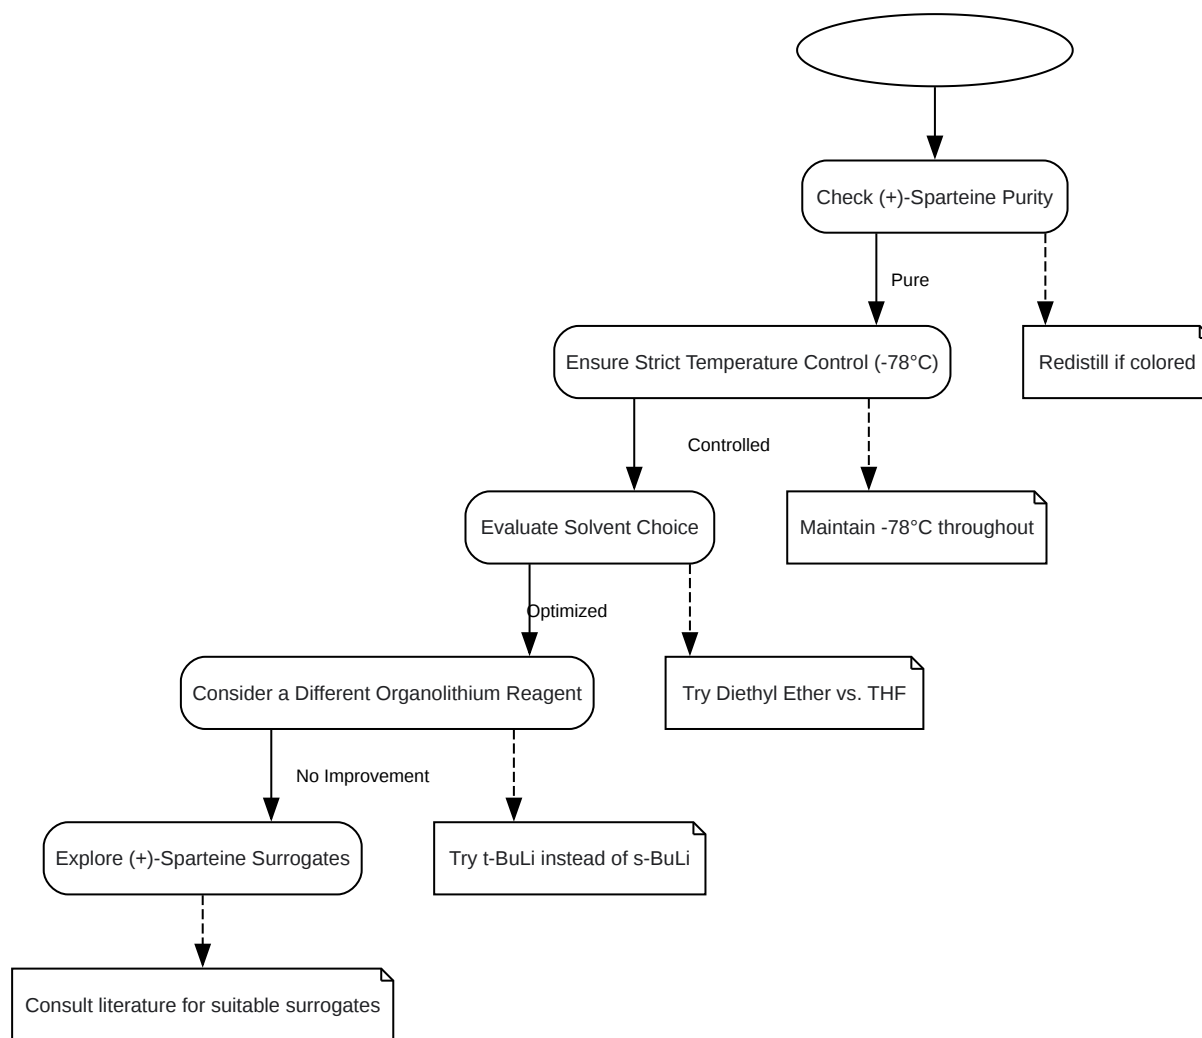 Check (+)-Sparteine Purity
Pure
Ensure Strict Temperature Control (-78°C)
Redistill if colored
Controlled
Evaluate Solvent Choice
Maintain -78°C throughout
Optimized
Consider a Different Organolithium Reagent
Try Diethyl Ether vs. THF
No Improvement
Explore (+)-Sparteine Surrogates
Try t-BuLi instead of s-BuLi
Consult literature for suitable surrogates